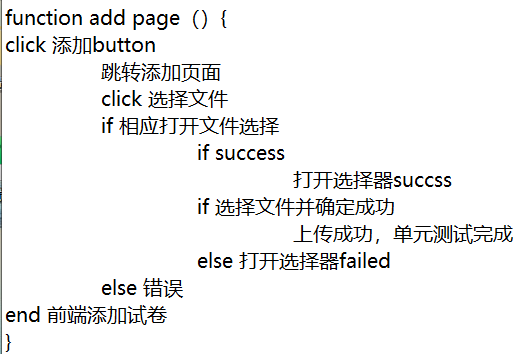 function add page（）{
click 添加button
跳转添加页面
click 选择文件
if 相应打开文件选择
if success
打开选择器succss
if 选择文件并确定成功
上传成功，单元测试完成
else 打开选择器failed
else 错误
end 前端添加试卷
}